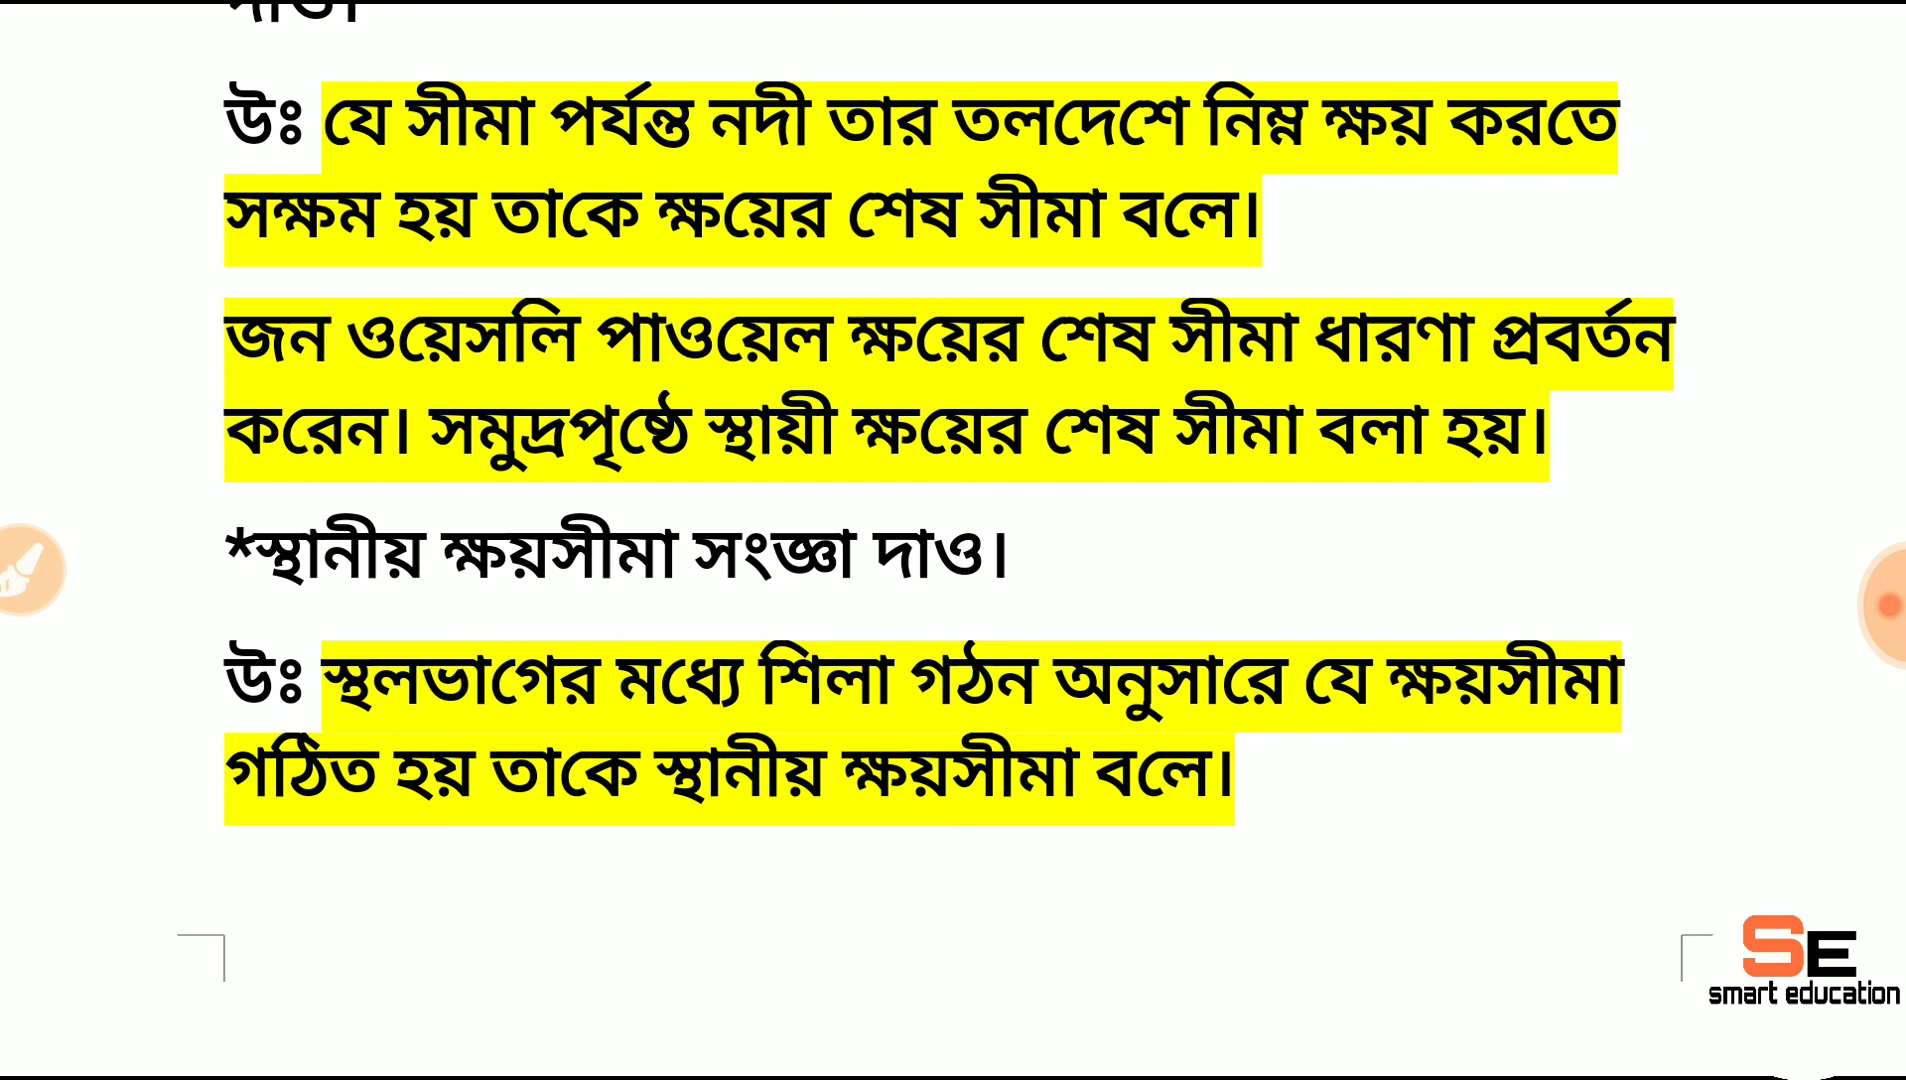 দাও।
উঃ যে সীমা পর্যন্ত নদী তার তলদেশে নিম্ন ক্ষয় করতে
সক্ষম হয় তাকে ক্ষয়ের শেষ সীমা বলে।
জন ওয়েসলি পাওয়েল ক্ষয়ের শেষ সীমা ধারণা প্রবর্তন
করেন। সমুদ্রপৃষ্ঠে স্থায়ী ক্ষয়ের শেষ সীমা বলা হয়।
*স্থানীয় ক্ষয়সীমা সংজ্ঞা দাও।
উঃ স্থলভাগের মধ্যে শিলা গঠন অনুসারে যে ক্ষয়সীমা
গঠিত হয় তাকে স্থানীয় ক্ষয়সীমা বলে।
SE
smart education